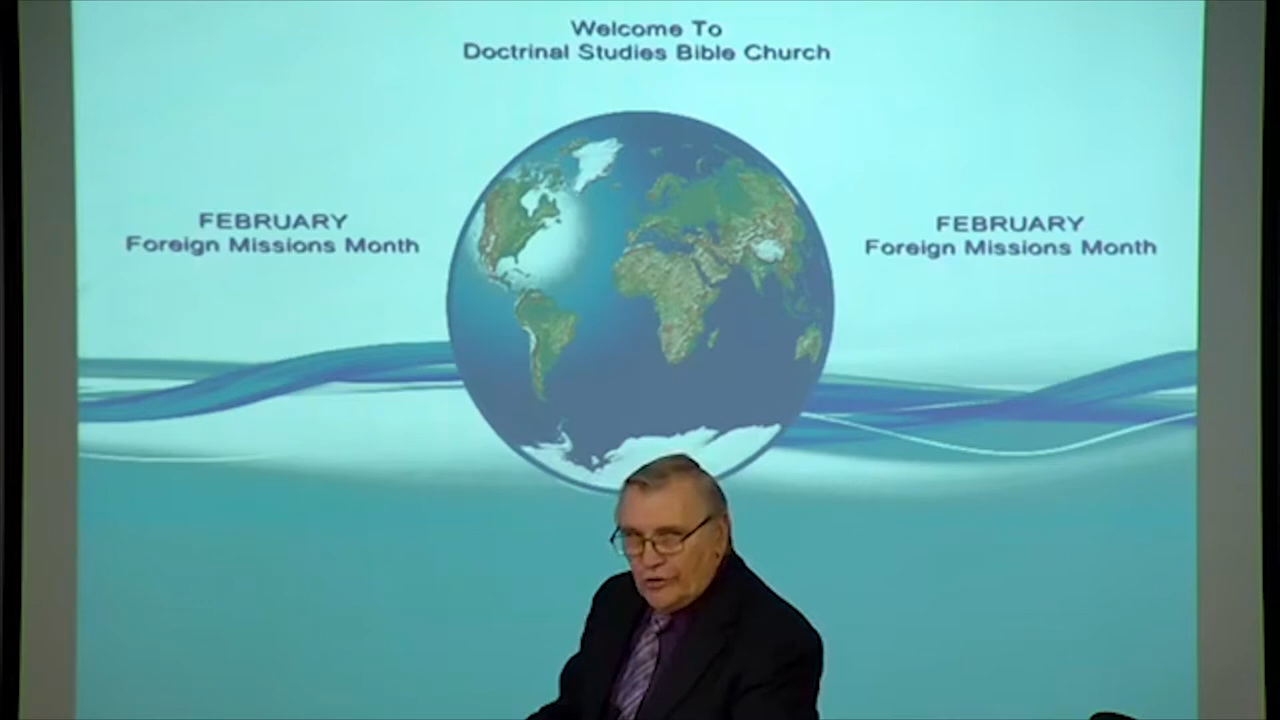 Welcome To
Doctrinal Studies Bible Church
FEBRUARY
Foreign Missions Month
FEBRUARY
Foreign Missions Month